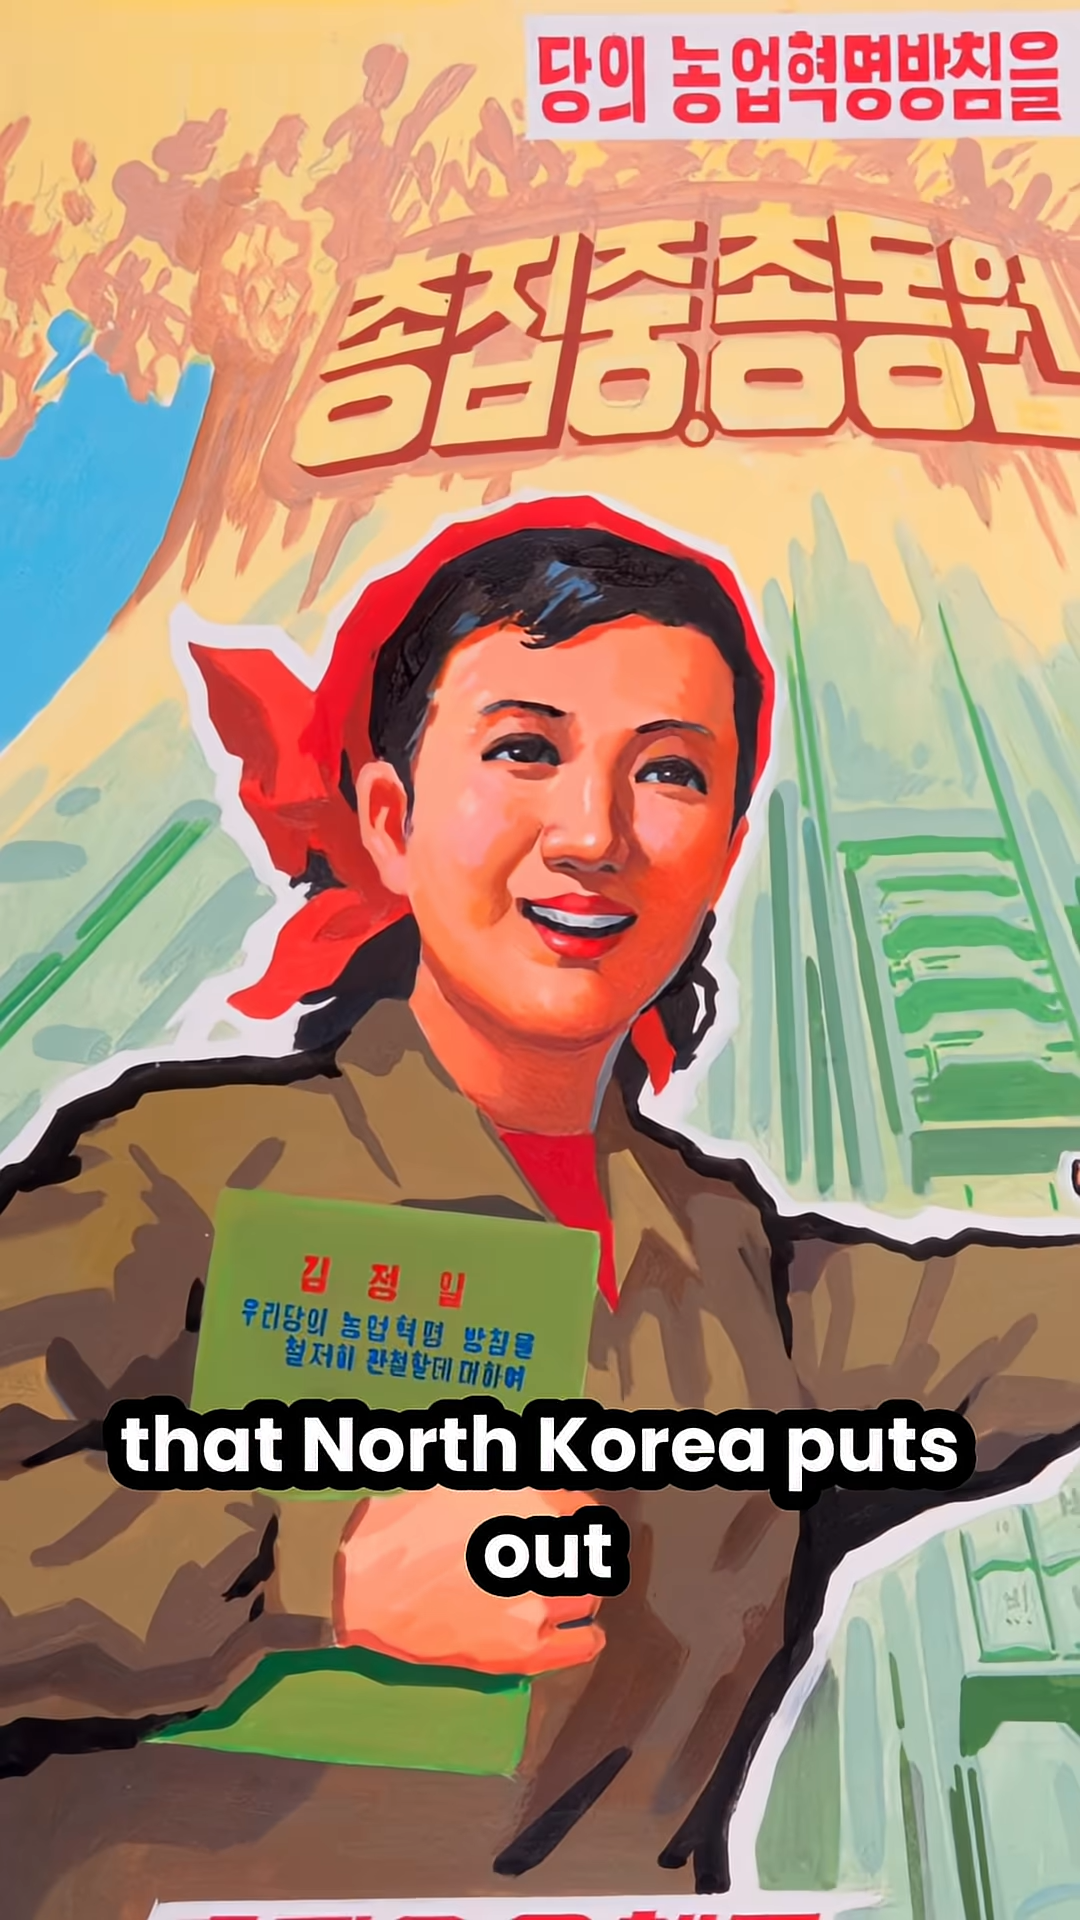 당의 농업혁명방침을
총집중, 총동원
김정일
우리당의 농업혁명 방침을
철저히 관철할데 대하여
that North Korea puts
out